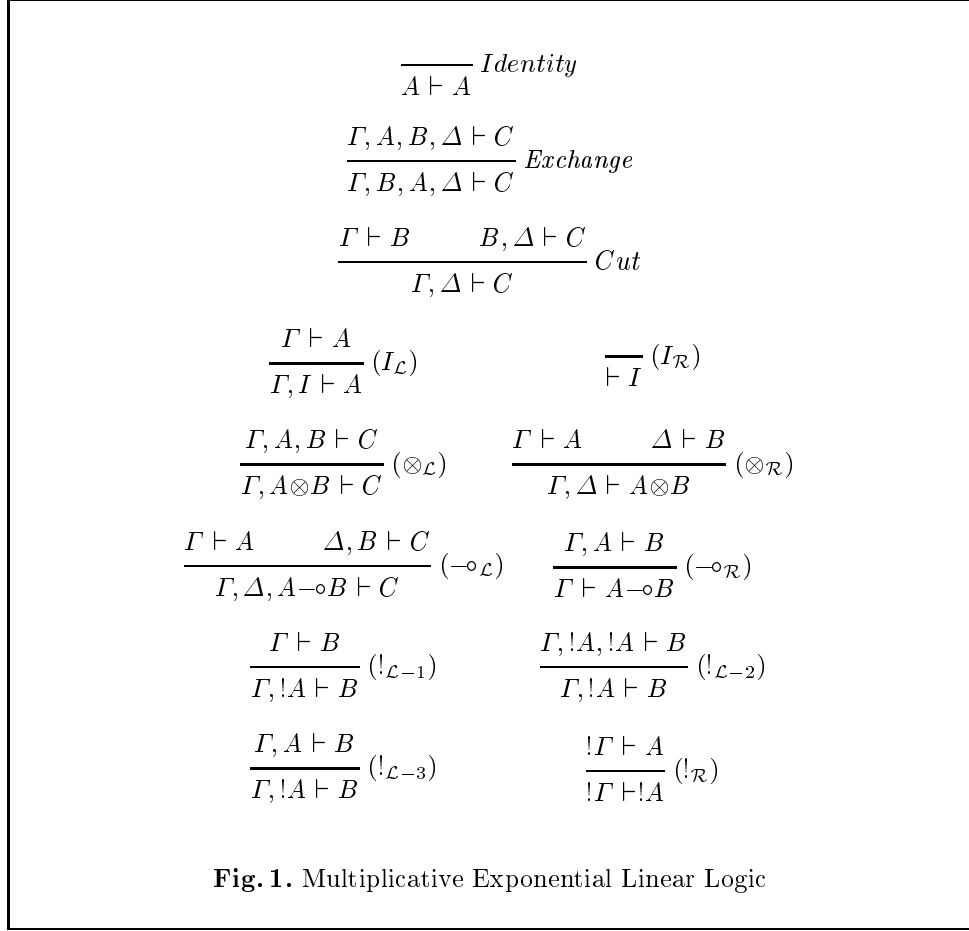 A ⊢ A Identity
Γ, A, B, Δ ⊢ C
Γ, B, A, Δ ⊢ C Exchange
Γ ⊢ B B, Δ ⊢ C
Γ, Δ ⊢ C Cut
Γ ⊢ A
Γ, I ⊢ A (I_ℒ) ⊢ I (I_ℛ)
Γ, A, B ⊢ C Γ ⊢ A Δ ⊢ B
Γ, A⊗B ⊢ C (⊗_ℒ) Γ, Δ ⊢ A⊗B (⊗_ℛ)
Γ ⊢ A Δ, B ⊢ C Γ, A ⊢ B
Γ, Δ, A⊸B ⊢ C (⊸_ℒ) Γ ⊢ A⊸B (⊸_ℛ)
Γ ⊢ B Γ, !A, !A ⊢ B
Γ, !A ⊢ B (!_ℒ−1) Γ, !A ⊢ B (!_ℒ−2)
Γ, A ⊢ B !Γ ⊢ A
Γ, !A ⊢ B (!_ℒ−3) !Γ ⊢!A (!_ℛ)
Fig. 1. Multiplicative Exponential Linear Logic